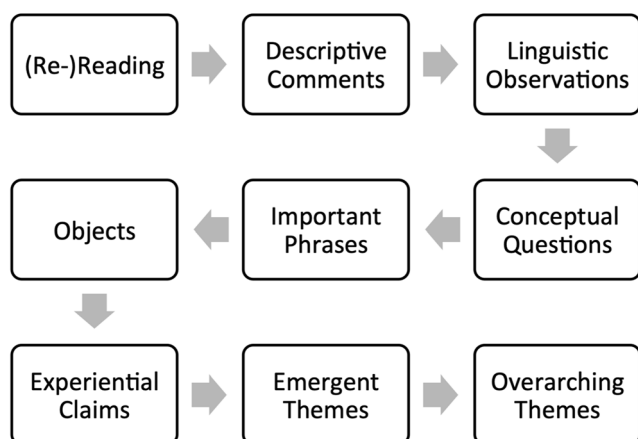 (Re-)Reading
Descriptive
Comments
Linguistic
Observations
Conceptual
Questions
Important
Phrases
Objects
Experiential
Claims
Emergent
Themes
Overarching
Themes